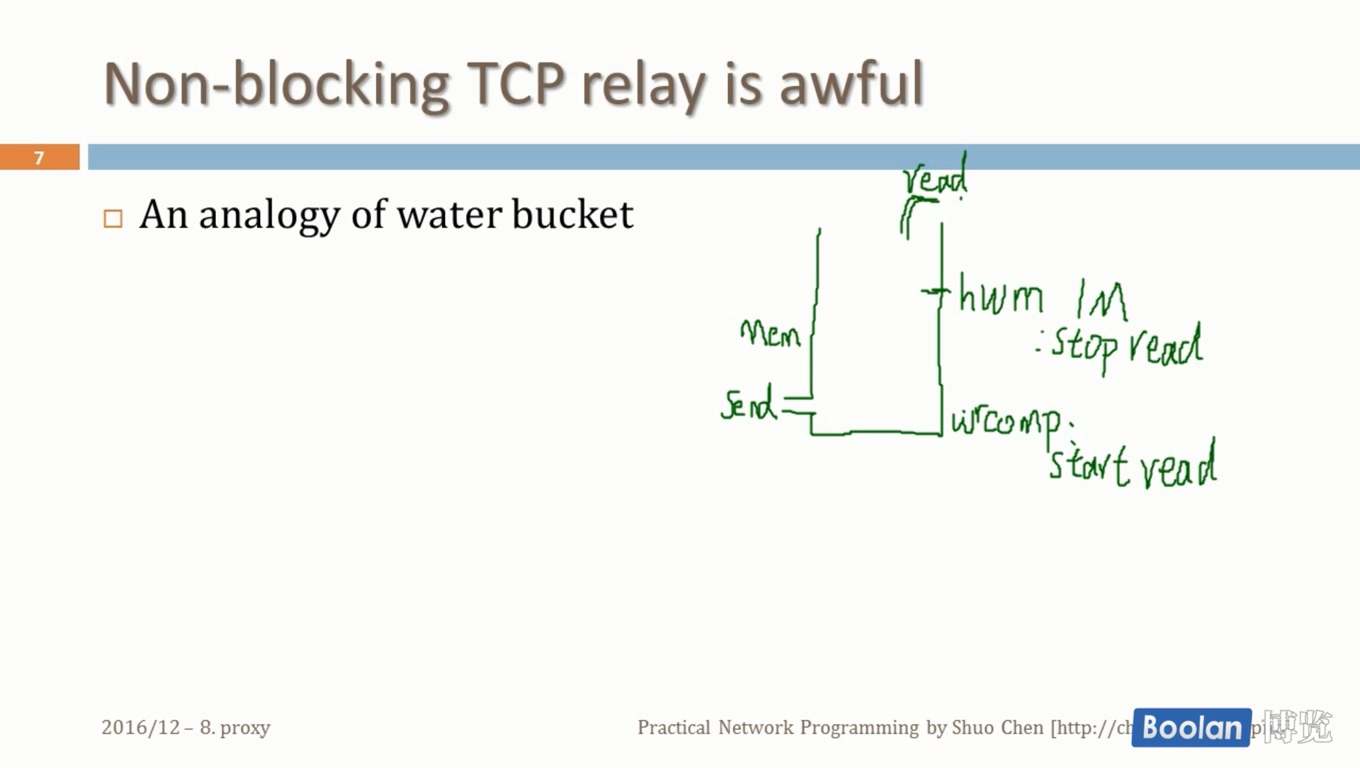 Non-blocking TCP relay is awful
7
An analogy of water bucket
read
hwm 1M
: stop read
mem
send
wrcomp.
start read
2016/12 – 8. proxy
Practical Network Programming by Shuo Chen [http://ch
Boolan 博览